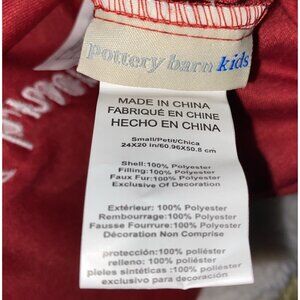 pottery barn kids
MADE IN CHINA
FABRIQUÉ EN CHINE
HECHO EN CHINA
Small/Petit/Chica
24X20 in/60.96X50.8 cm
Shell:100% Polyester
Filling:100% Polyester
Faux Fur:100% Polyester
Exclusive Of Decoration
Extérieur: 100% Polyester
Rembourrage:100% Polyester
Fausse Fourrure:100% Polyester
Décoration Non Comprise
protección:100% poliéster
relleno: 100% poliéster
pieles sintéticas :100% poliéster